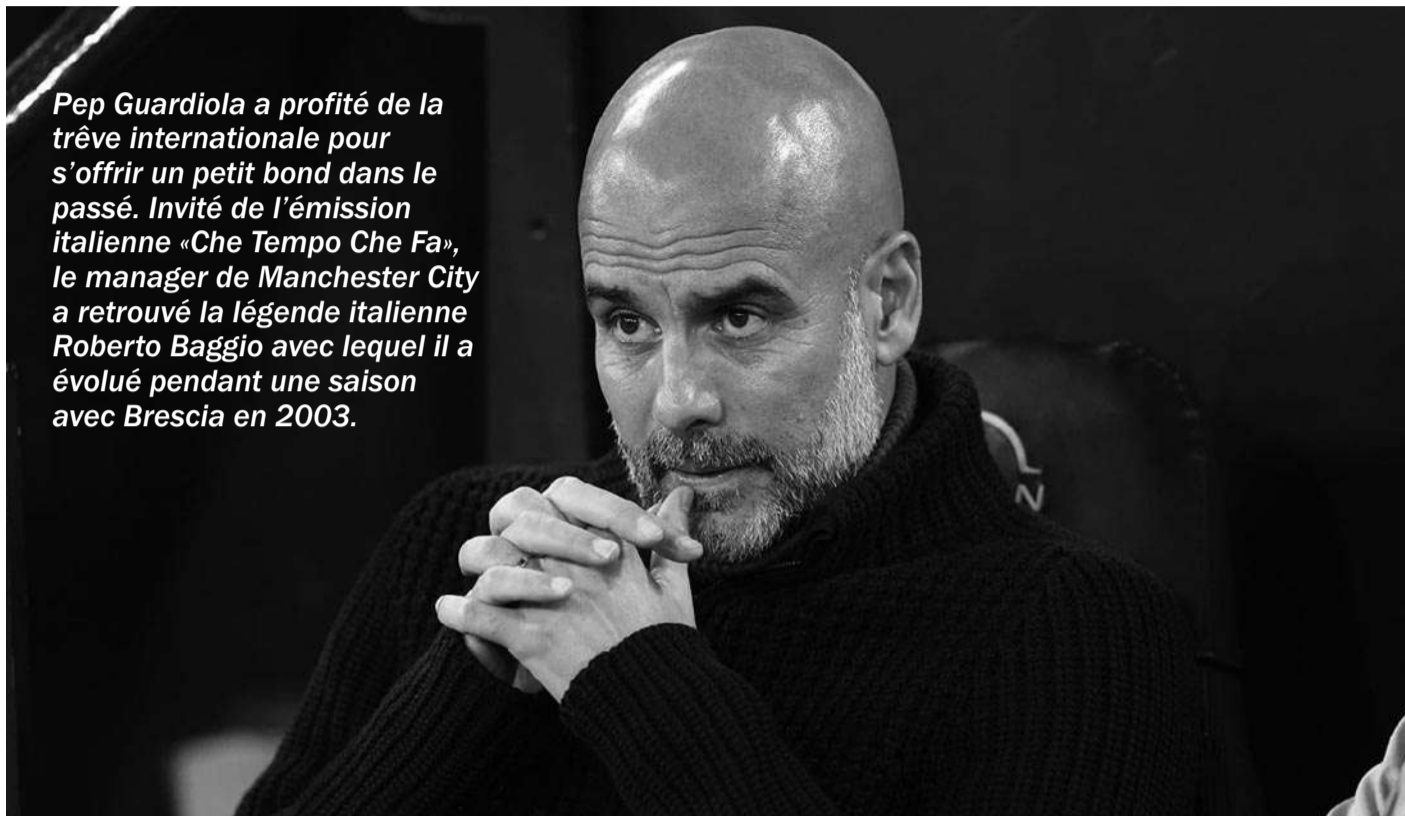 Pep Guardiola a profité de la
trêve internationale pour
s’offrir un petit bond dans le
passé. Invité de l’émission
italienne «Che Tempo Che Fa»,
le manager de Manchester City
a retrouvé la légende italienne
Roberto Baggio avec lequel il a
évolué pendant une saison
avec Brescia en 2003.